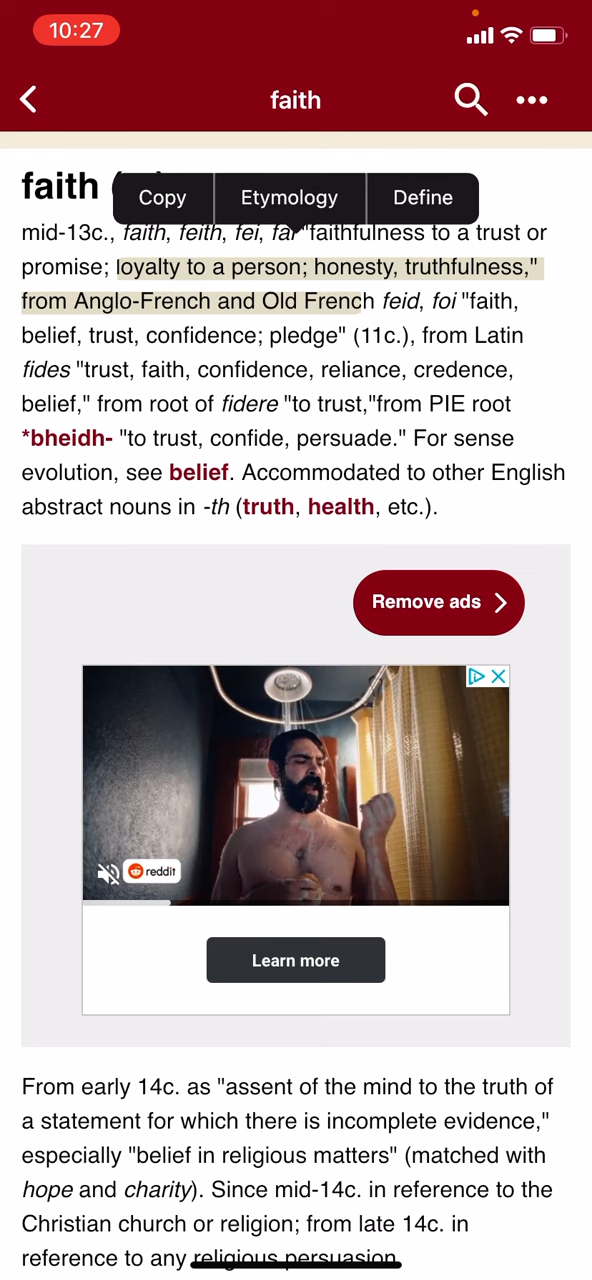 10:27
faith
faith
Copy Etymology Define
mid-13c., faith, feith, fei, fai "faithfulness to a trust or
promise; loyalty to a person; honesty, truthfulness,"
from Anglo-French and Old French feid, foi "faith,
belief, trust, confidence; pledge" (11c.), from Latin
fides "trust, faith, confidence, reliance, credence,
belief," from root of fidere "to trust,"from PIE root
*bheidh- "to trust, confide, persuade." For sense
evolution, see belief. Accommodated to other English
abstract nouns in -th (truth, health, etc.).
Remove ads
reddit
Learn more
From early 14c. as "assent of the mind to the truth of
a statement for which there is incomplete evidence,"
especially "belief in religious matters" (matched with
hope and charity). Since mid-14c. in reference to the
Christian church or religion; from late 14c. in
reference to any religious persuasion.